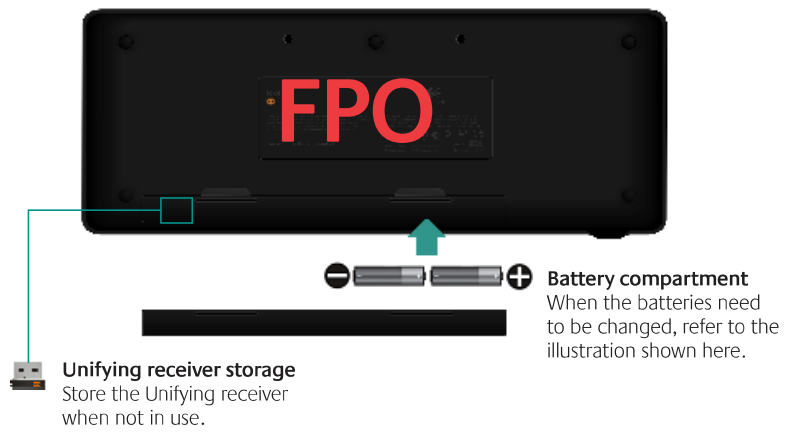 FPO
Battery compartment
When the batteries need
to be changed, refer to the
illustration shown here.
Unifying receiver storage
Store the Unifying receiver
when not in use.